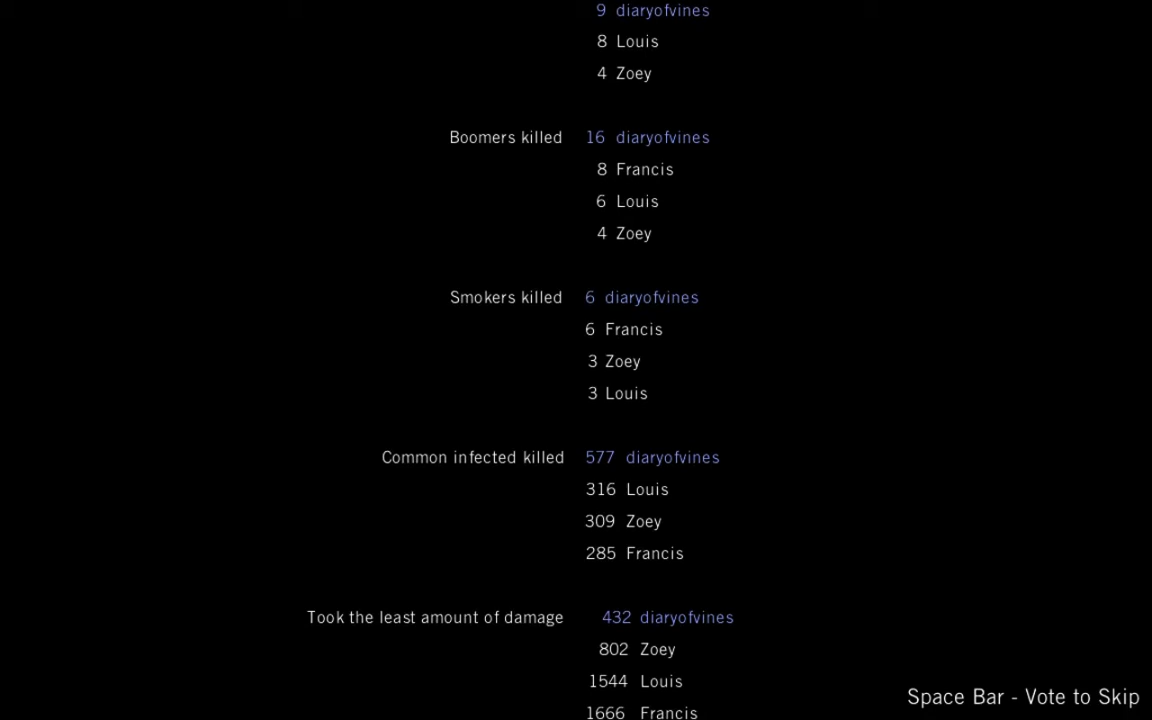 9 diaryofvines
8 Louis
4 Zoey
Boomers killed 16 diaryofvines
8 Francis
6 Louis
4 Zoey
Smokers killed 6 diaryofvines
6 Francis
3 Zoey
3 Louis
Common infected killed 577 diaryofvines
316 Louis
309 Zoey
285 Francis
Took the least amount of damage 432 diaryofvines
802 Zoey
1544 Louis
1666 Francis
Space Bar - Vote to Skip